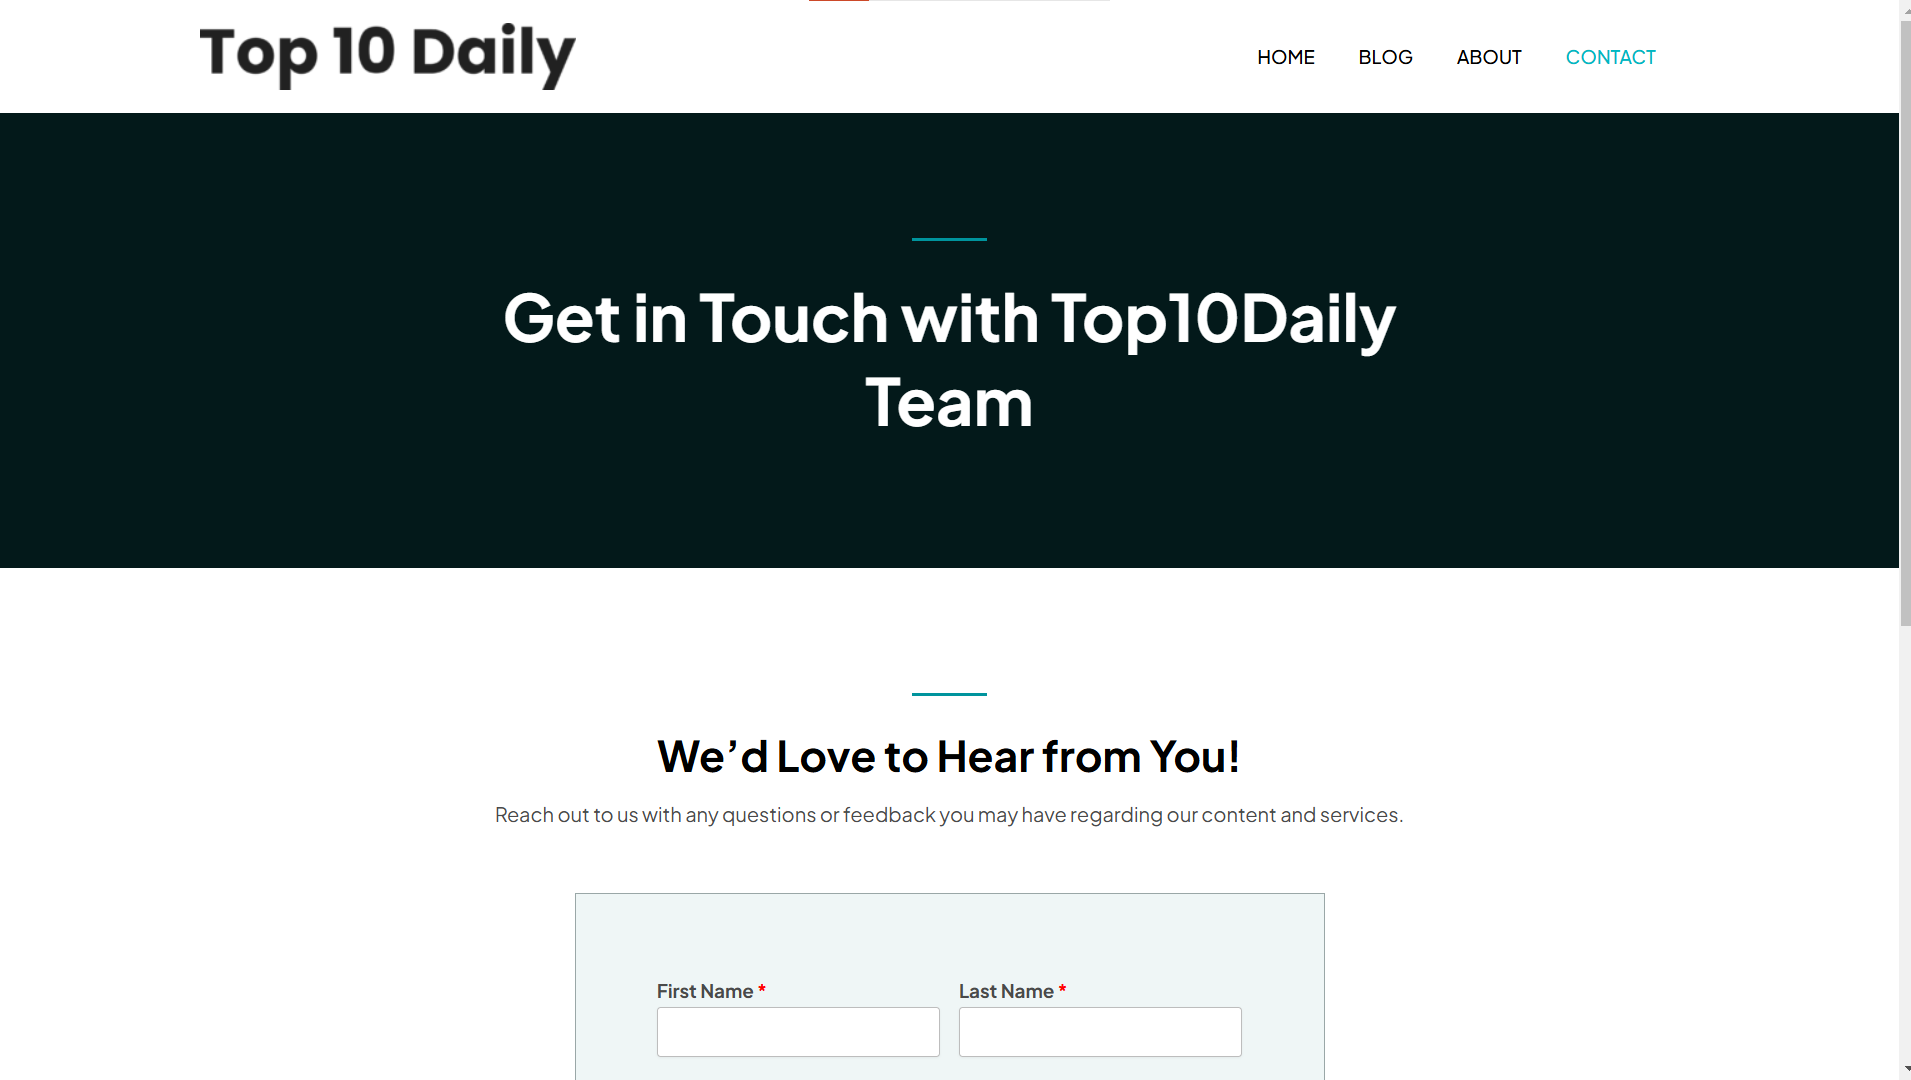 Top 10 Daily
HOME BLOG ABOUT CONTACT
Get in Touch with Top10Daily
Team
We’d Love to Hear from You!
Reach out to us with any questions or feedback you may have regarding our content and services.
First Name * Last Name *